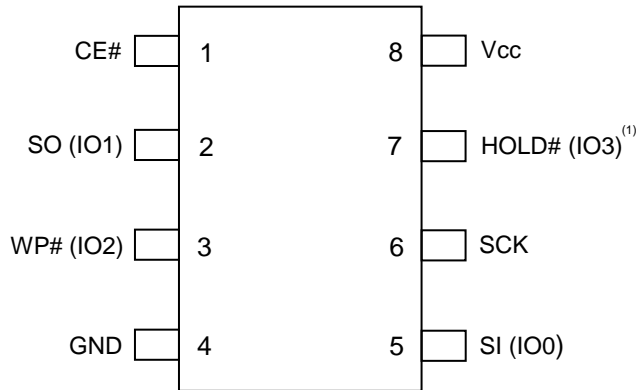 CE# 1 8 Vcc
SO (IO1) 2 7 HOLD# (IO3)(1)
WP# (IO2) 3 6 SCK
GND 4 5 SI (IO0)